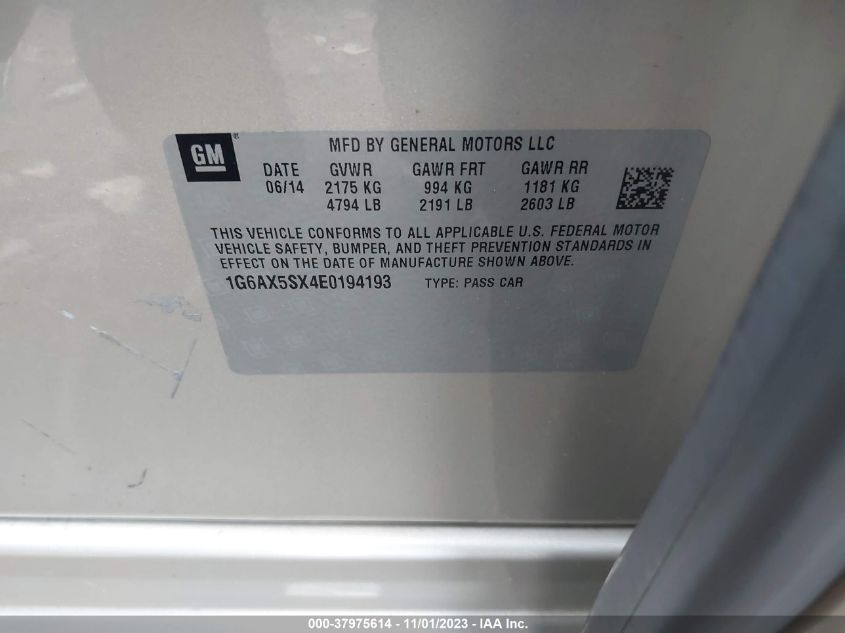 GM ®
MFD BY GENERAL MOTORS LLC
DATE GVWR GAWR FRT GAWR RR
06/14 2175 KG 994 KG 1181 KG
4794 LB 2191 LB 2603 LB
THIS VEHICLE CONFORMS TO ALL APPLICABLE U.S. FEDERAL MOTOR
VEHICLE SAFETY, BUMPER, AND THEFT PREVENTION STANDARDS IN
EFFECT ON THE DATE OF MANUFACTURE SHOWN ABOVE.
1G6AX5SX4E0194193 TYPE: PASS CAR
000-37975614 - 11/01/2023 - IAA Inc.